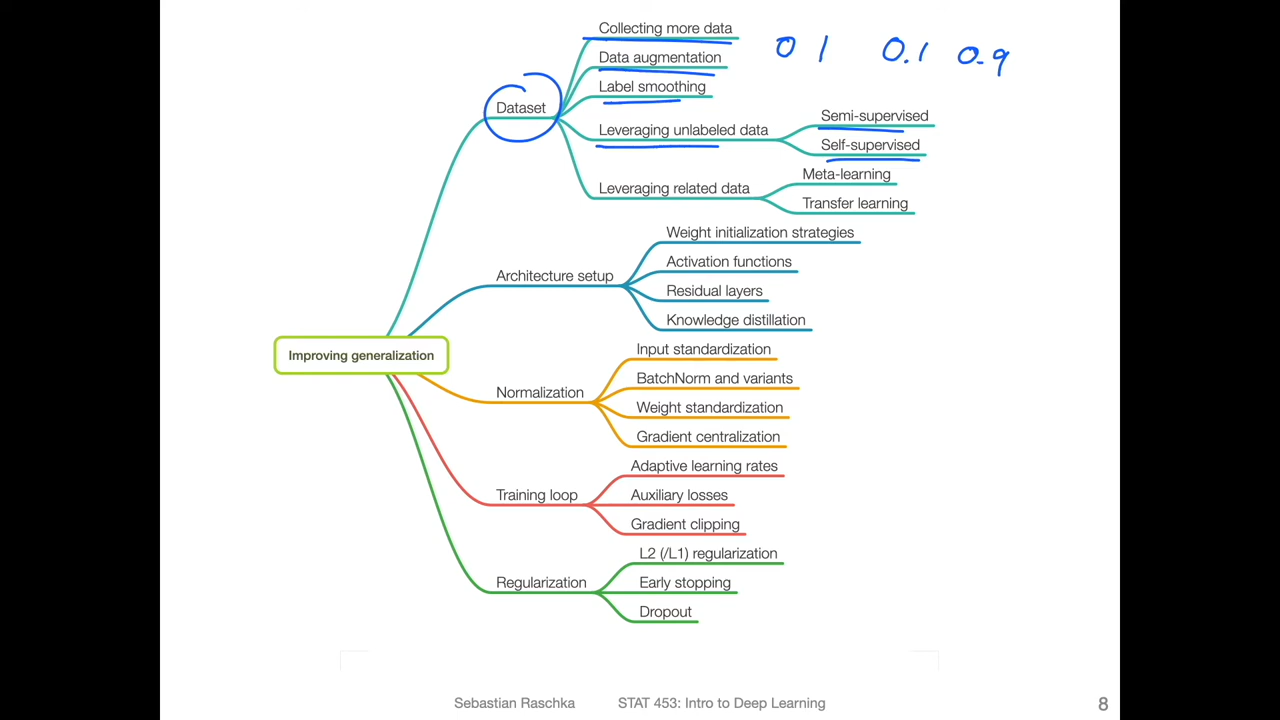 Collecting more data
0 1 0.1 0.9
Data augmentation
Label smoothing
Dataset
Leveraging unlabeled data
Semi-supervised
Self-supervised
Leveraging related data
Meta-learning
Transfer learning
Architecture setup
Weight initialization strategies
Activation functions
Residual layers
Knowledge distillation
Improving generalization
Normalization
Input standardization
BatchNorm and variants
Weight standardization
Gradient centralization
Training loop
Adaptive learning rates
Auxiliary losses
Gradient clipping
Regularization
L2 (/L1) regularization
Early stopping
Dropout
Sebastian Raschka STAT 453: Intro to Deep Learning 8